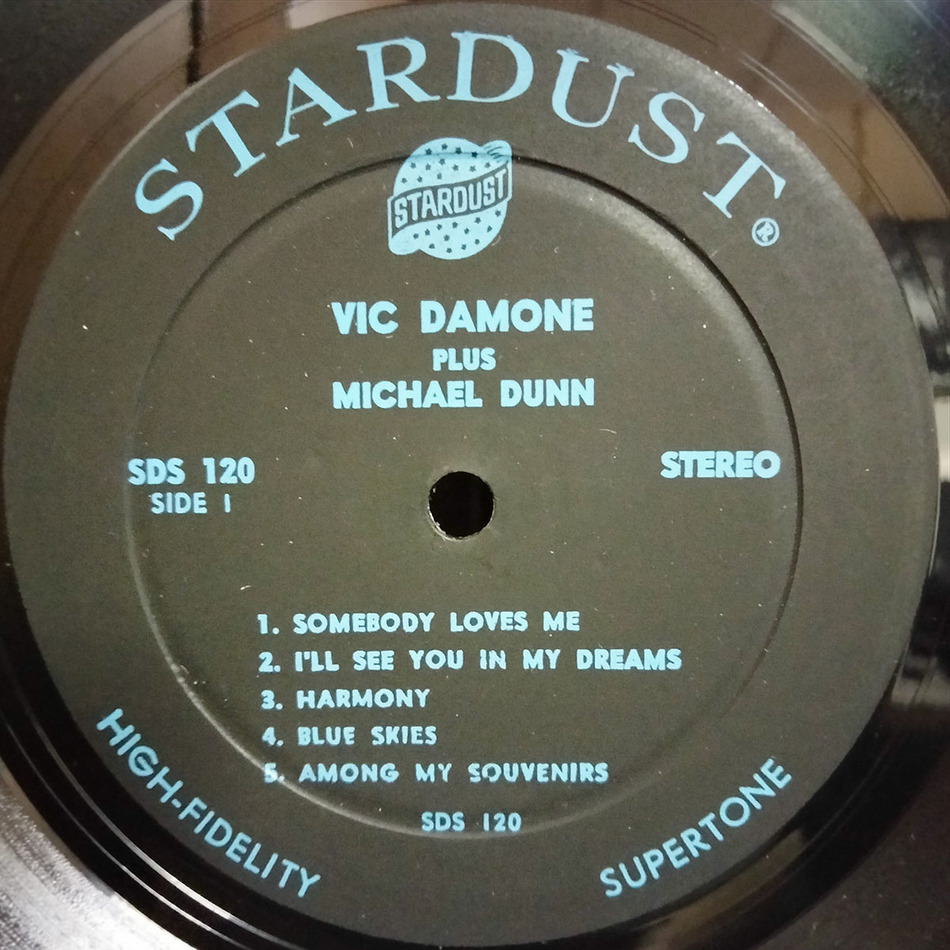 STARDUST®
STARDUST
VIC DAMONE
PLUS
MICHAEL DUNN
SDS 120
SIDE 1
STEREO
1. SOMEBODY LOVES ME
2. I'LL SEE YOU IN MY DREAMS
3. HARMONY
4. BLUE SKIES
5. AMONG MY SOUVENIRS
SDS 120
HIGH-FIDELITY
SUPERTONE